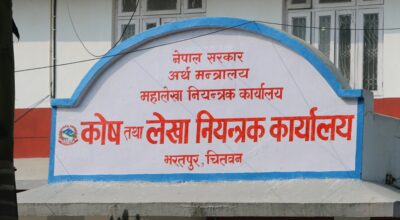 नेपाल सरकार
अर्थ मन्त्रालय
महालेखा नियन्त्रक कार्यालय
कोष तथा लेखा नियन्त्रक कार्यालय
भरतपुर, चितवन